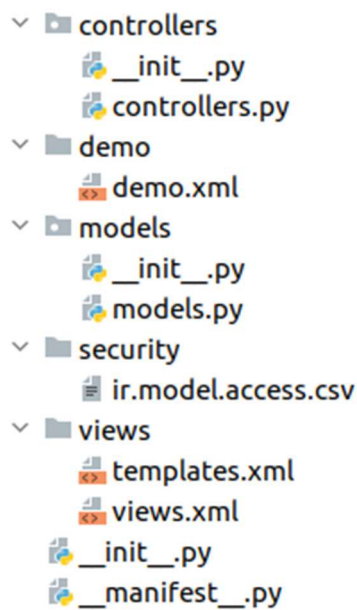 controllers
__init__.py
controllers.py
demo
demo.xml
models
__init__.py
models.py
security
ir.model.access.csv
views
templates.xml
views.xml
__init__.py
__manifest__.py